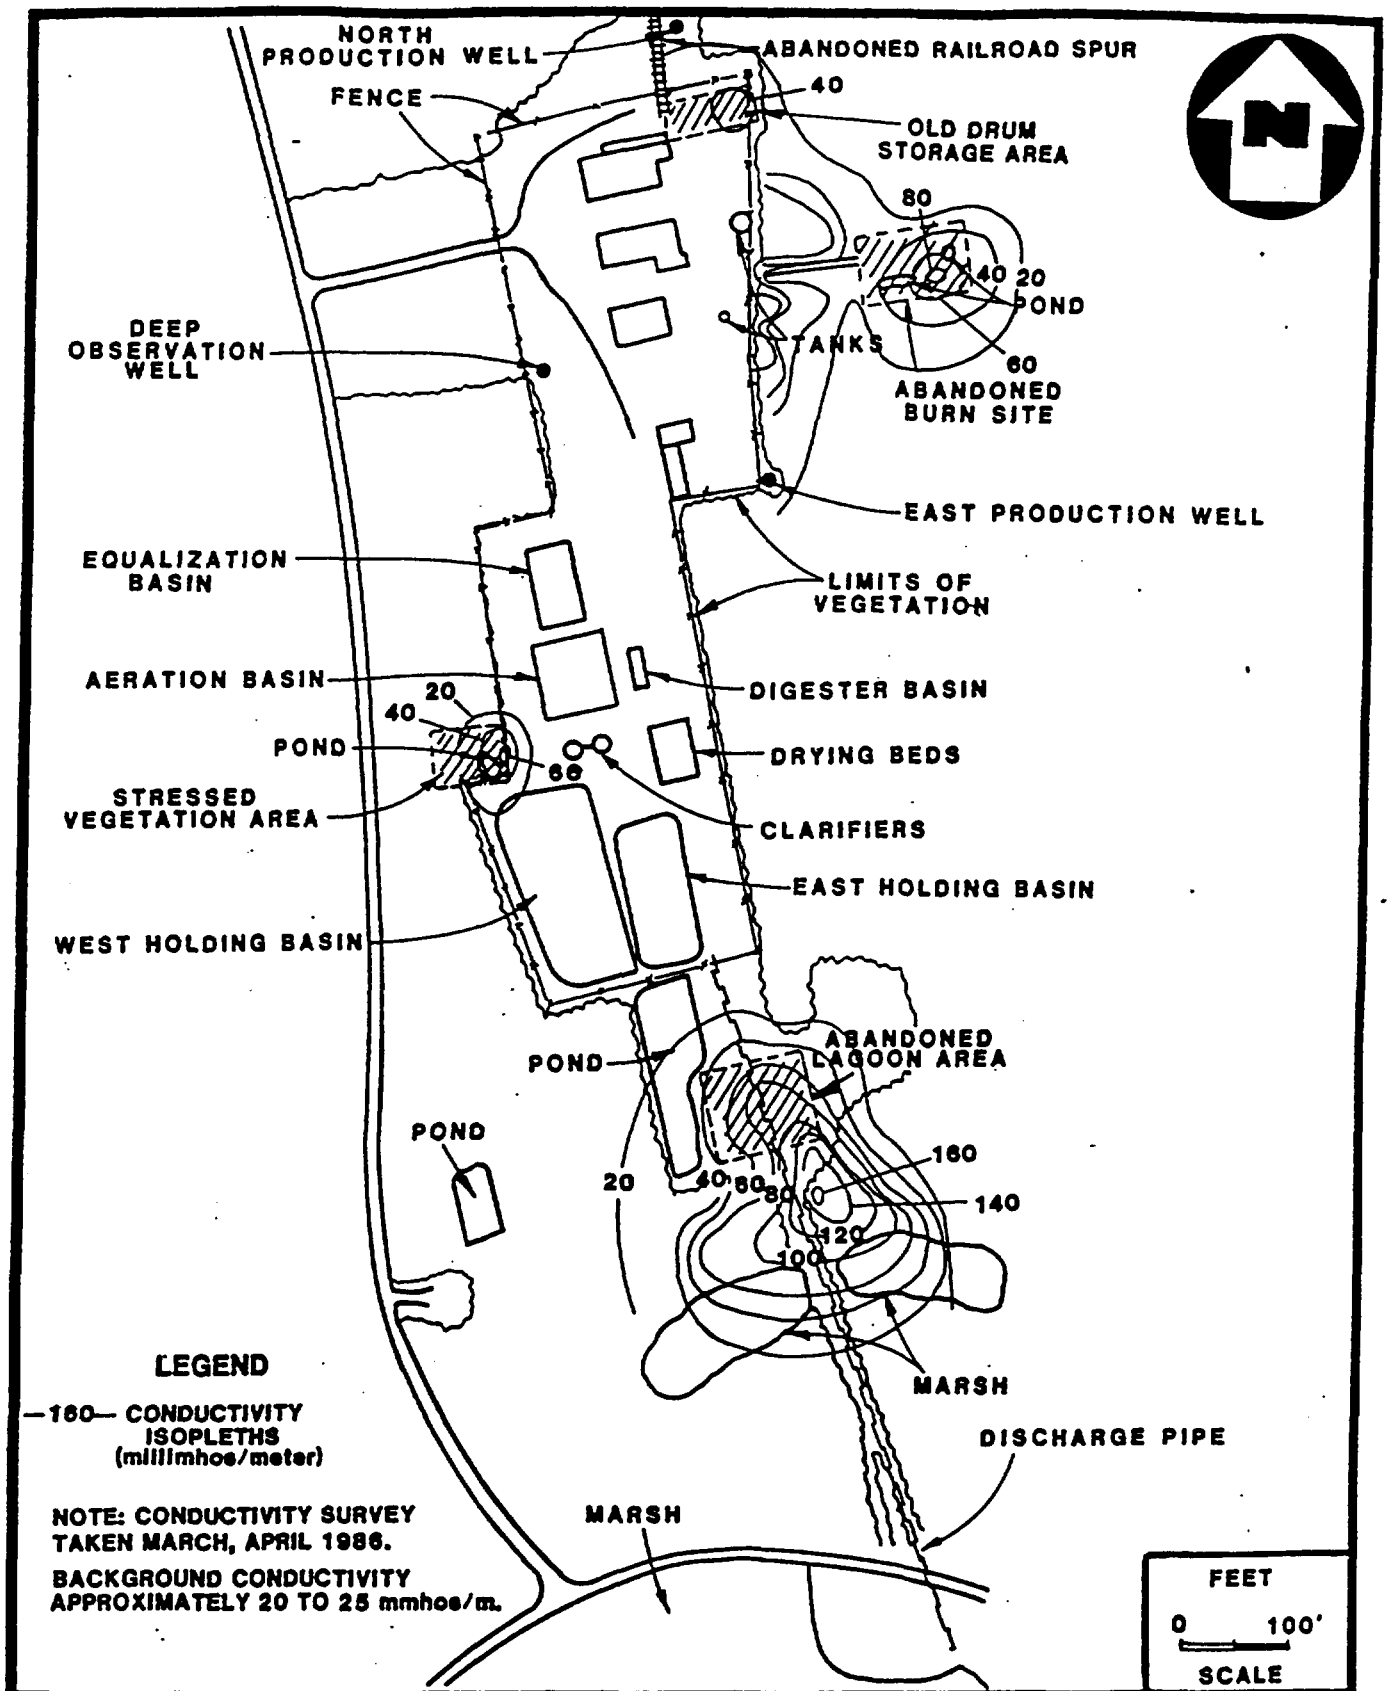 NORTH
PRODUCTION WELL
ABANDONED RAILROAD SPUR
FENCE
40
OLD DRUM
STORAGE AREA
N
80
40 20
POND
DEEP
OBSERVATION
WELL
TANKS
60
ABANDONED
BURN SITE
EAST PRODUCTION WELL
EQUALIZATION
BASIN
LIMITS OF
VEGETATION
AERATION BASIN
DIGESTER BASIN
20
40
POND
66
DRYING BEDS
STRESSED
VEGETATION AREA
CLARIFIERS
EAST HOLDING BASIN
WEST HOLDING BASIN
ABANDONED
LAGOON AREA
POND
POND
160
20
40
60
80
140
120
100
LEGEND
MARSH
-160- CONDUCTIVITY
ISOPLETHS
(millimhos/meter)
DISCHARGE PIPE
NOTE: CONDUCTIVITY SURVEY
TAKEN MARCH, APRIL 1986.
MARSH
BACKGROUND CONDUCTIVITY
APPROXIMATELY 20 TO 25 mmhos/m.
FEET
0 100'
SCALE